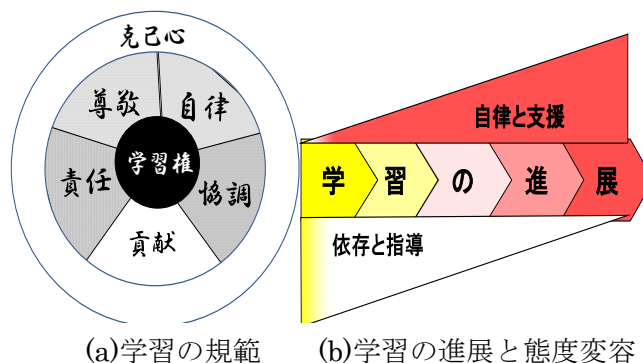 克己心
尊敬
自律
学習権
責任
協調
貢献
自律と支援
学習の進展
依存と指導
(a)学習の規範
(b)学習の進展と態度変容